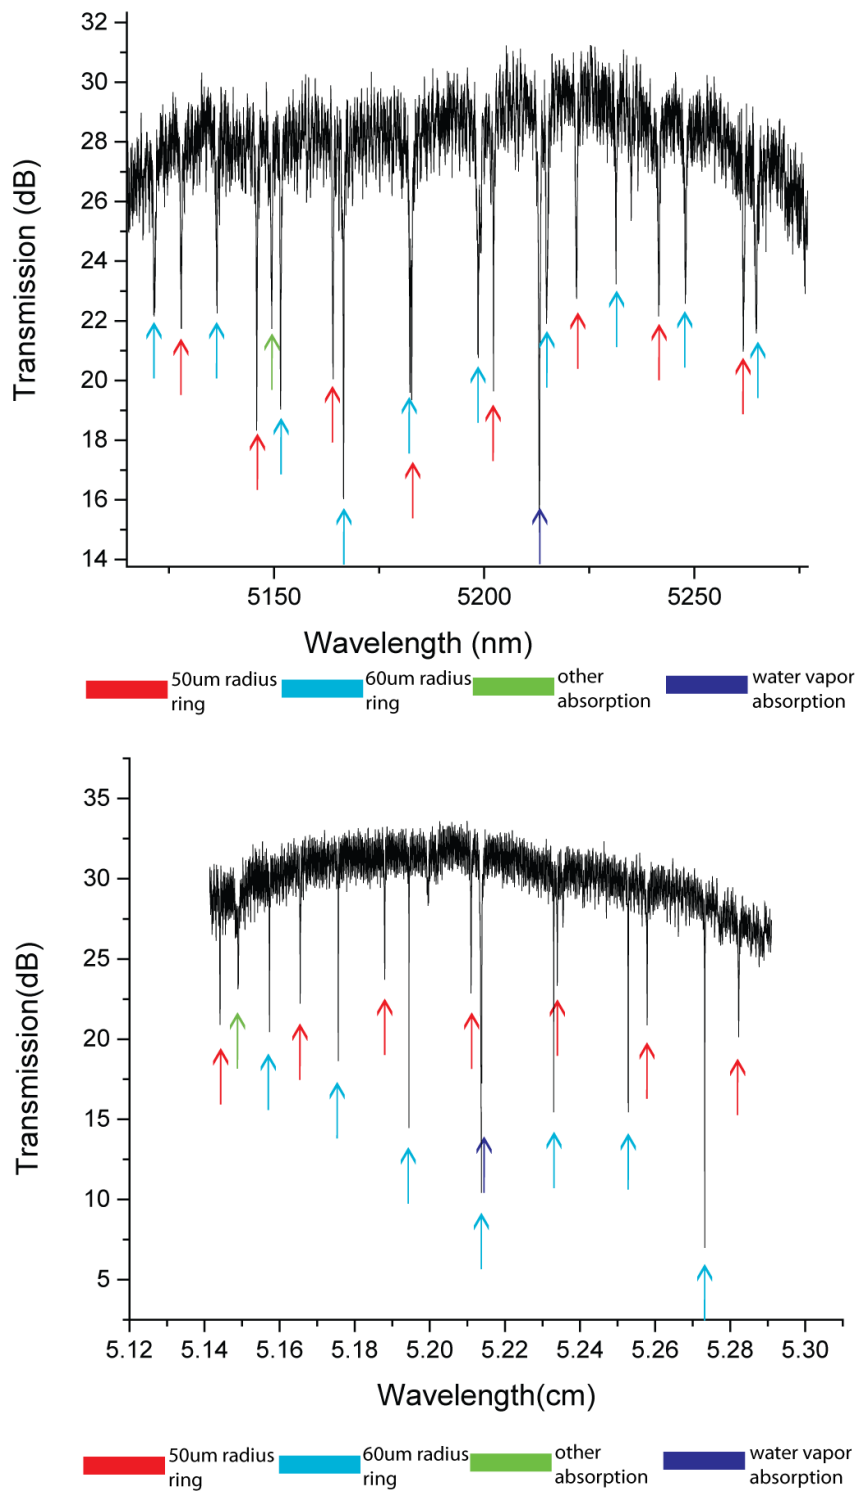 32
30
28
26
24
22
20
18
16
14
Transmission (dB)
5150 5200 5250
Wavelength (nm)
50um radius ring
60um radius ring
other absorption
water vapor absorption
35
30
25
20
15
10
5
Transmission(dB)
5.12 5.14 5.16 5.18 5.20 5.22 5.24 5.26 5.28 5.30
Wavelength(cm)
50um radius ring
60um radius ring
other absorption
water vapor absorption